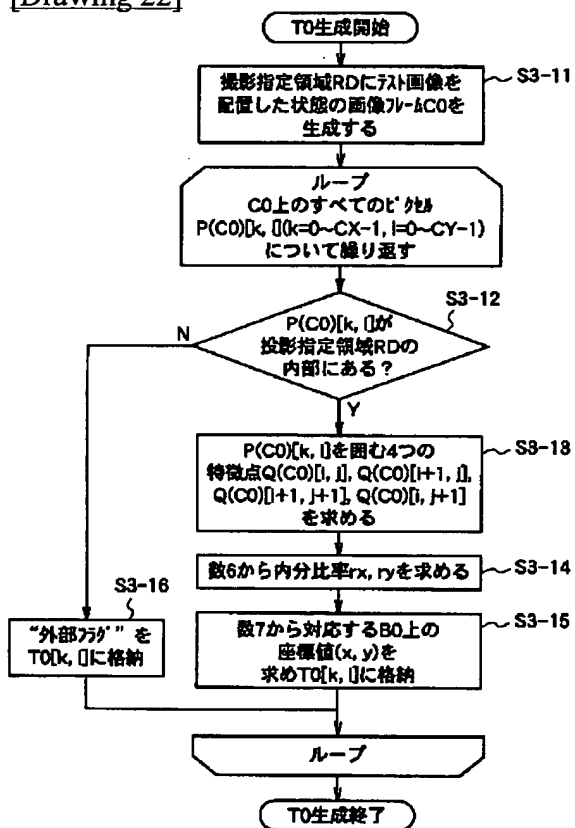 [Drawing 22]
T0生成開始
撮影指定領域RDにﾃｽﾄ画像を
配置した状態の画像ﾌﾚｰﾑC0を
生成する
S3-11
ループ
C0上のすべてのﾋﾟｸｾﾙ
P(C0)[k, l](k=0~CX-1, l=0~CY-1)
について繰り返す
S3-12
P(C0)[k, l]が
投影指定領域RDの
内部にある？
N
Y
P(C0)[k, l]を囲む4つの
特徴点Q(C0)[i, j], Q(C0)[i+1, j],
Q(C0)[i+1, j+1], Q(C0)[i, j+1]
を求める
S3-13
数6から内分比率rx, ryを求める
S3-14
S3-16
“外部ﾌﾗｸﾞ”を
T0[k, l]に格納
数7から対応するB0上の
座標値(x, y)を
求めT0[k, l]に格納
S3-15
ループ
T0生成終了